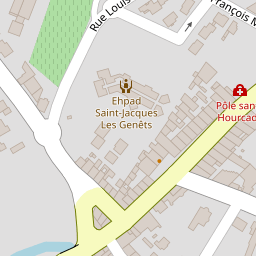 Rue Louis
François M
Ehpad
Saint-Jacques
Les Genêts
Pôle san
Hourcad